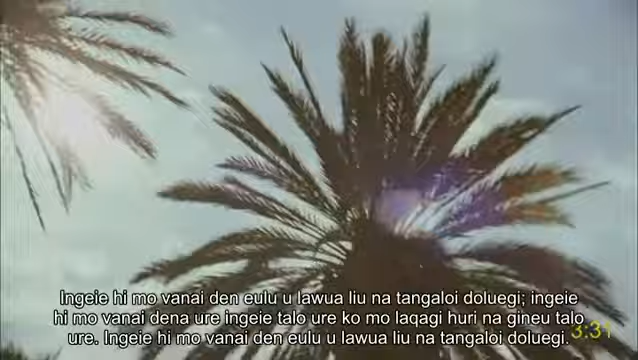 Ingeie hi mo vanai den eulu u lawua liu na tangaloi doluegi; ingeie
hi mo vanai dena ure ingeie talo ure ko mo laqagi huri na gineu talo
ure. Ingeie hi mo vanai den eulu u lawua liu na tangaloi doluegi.
3:31